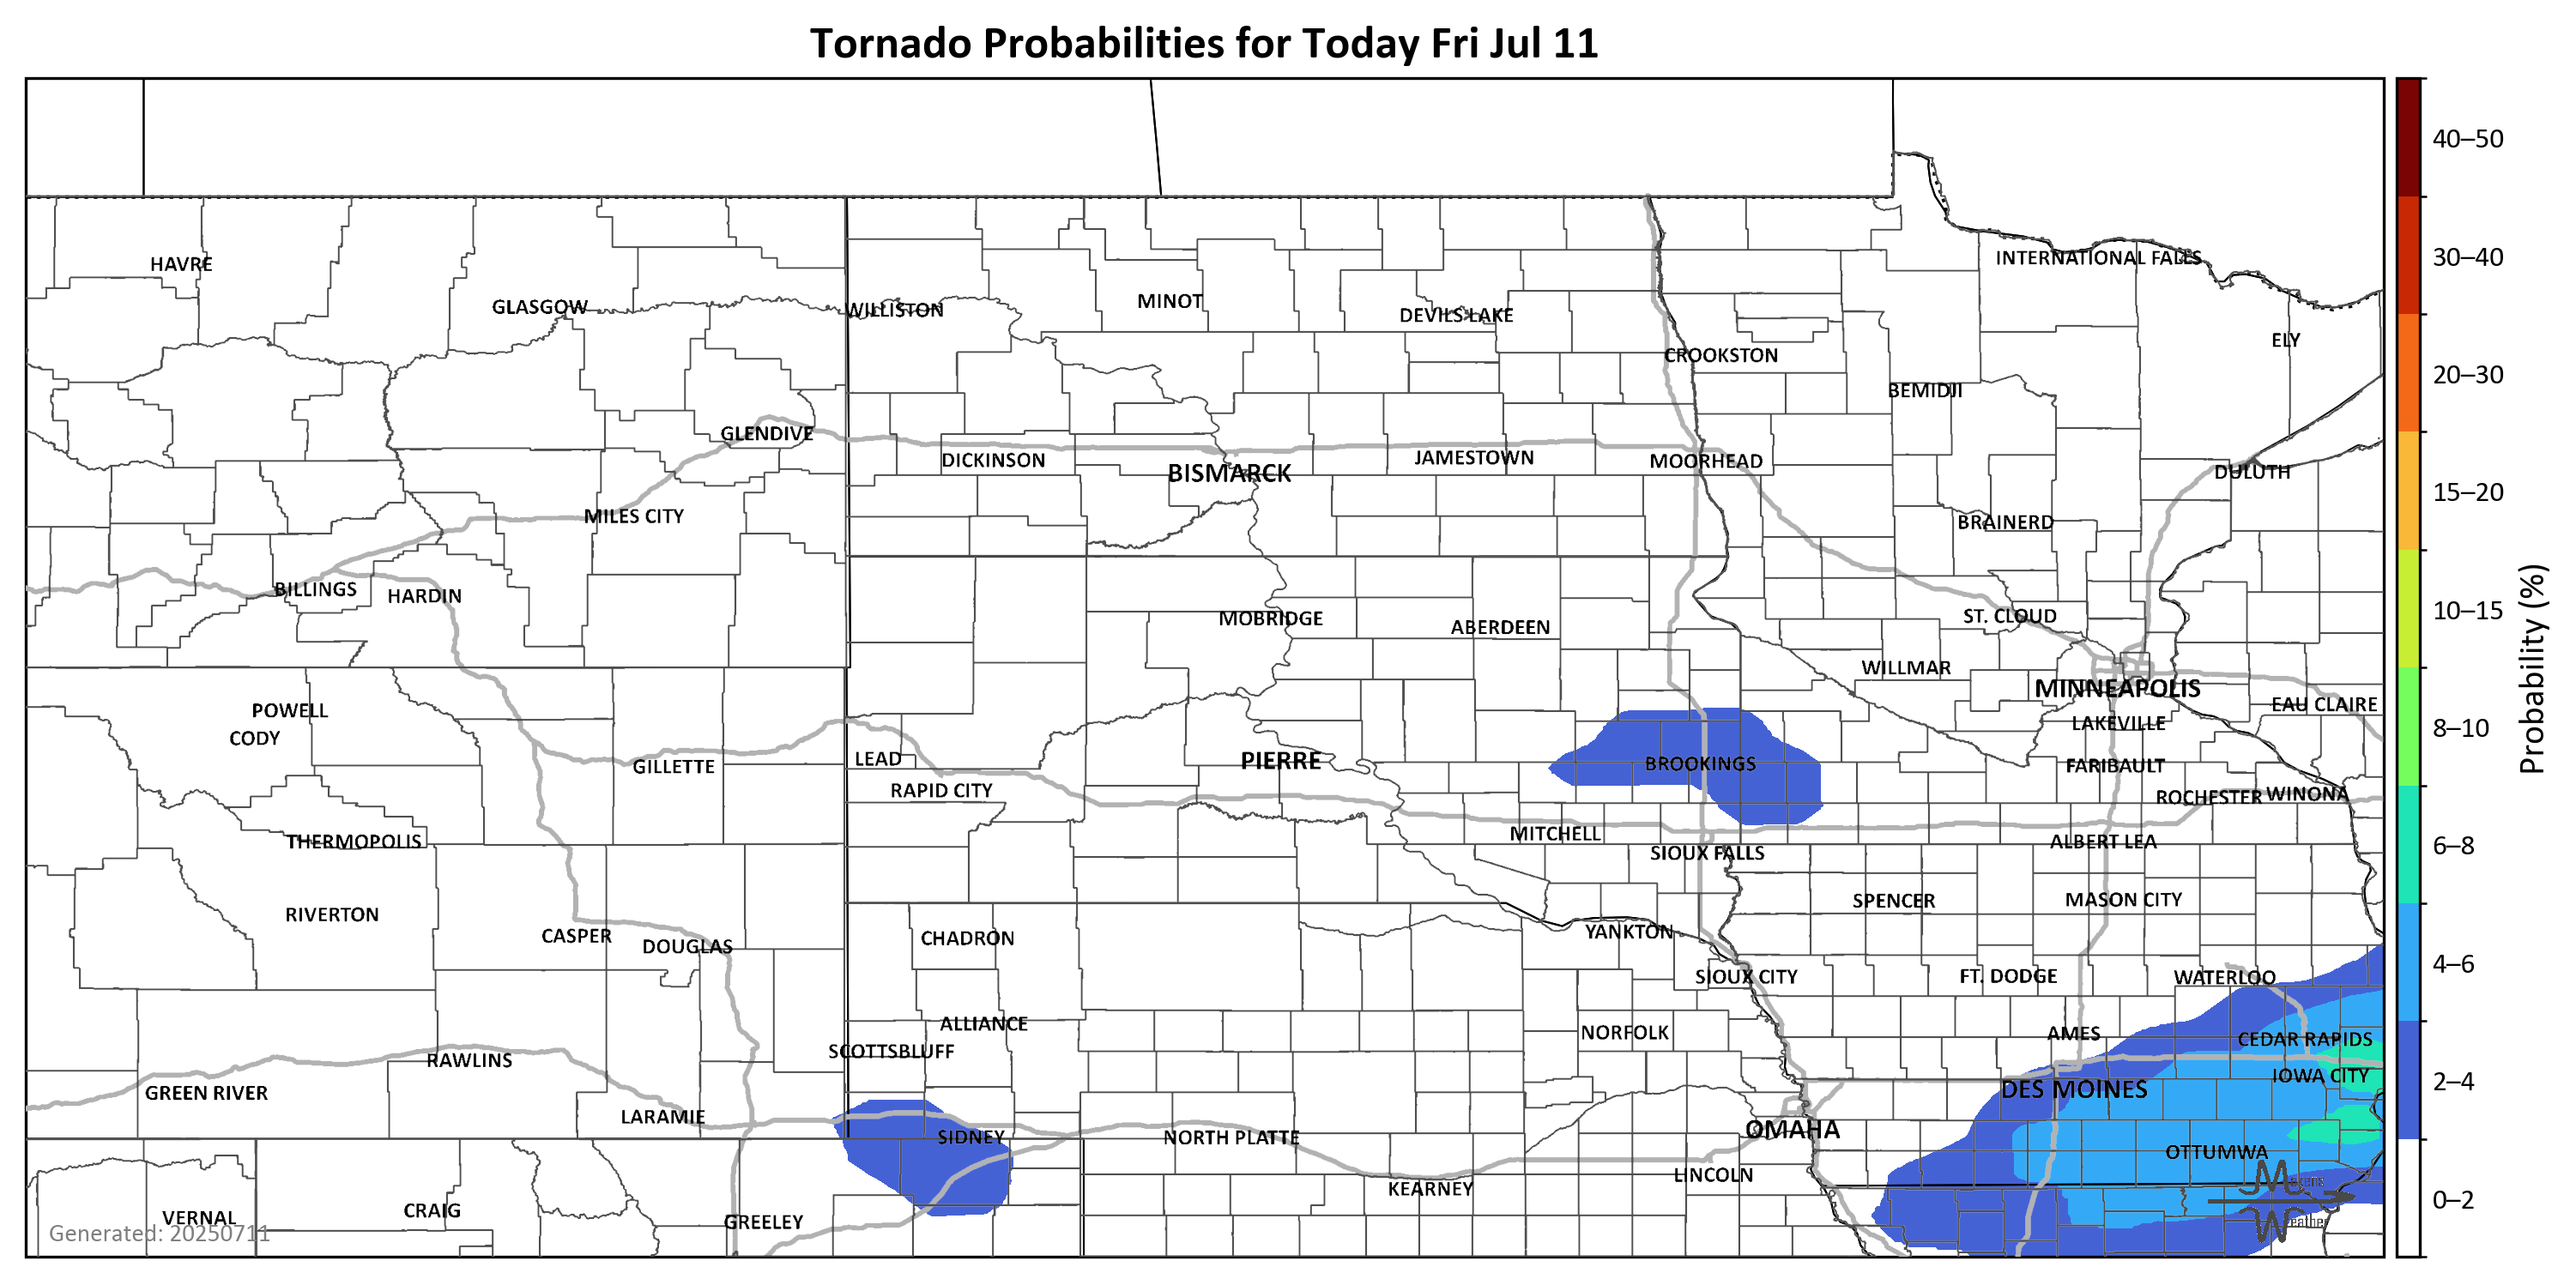 Tornado Probabilities for Today Fri Jul 11
40–50
INTERNATIONAL FALLS
30–40
HAVRE
MINOT
GLASGOW
WILLISTON
DEVILS LAKE
ELY
CROOKSTON
20–30
BEMIDJI
GLENDIVE
DICKINSON
JAMESTOWN
MOORHEAD
BISMARCK
DULUTH
15–20
MILES CITY
BRAINERD
BILLINGS
HARDIN
10–15
ST. CLOUD
MOBRIDGE
ABERDEEN
WILLMAR
Probability (%)
MINNEAPOLIS
EAU CLAIRE
POWELL
LAKEVILLE
8–10
CODY
LEAD
PIERRE
BROOKINGS
GILLETTE
FARIBAULT
RAPID CITY
ROCHESTER
WINONA
MITCHELL
THERMOPOLIS
ALBERT LEA
6–8
SIOUX FALLS
SPENCER
MASON CITY
RIVERTON
YANKTON
CASPER
CHADRON
DOUGLAS
4–6
SIOUX CITY
FT. DODGE
WATERLOO
ALLIANCE
NORFOLK
AMES
CEDAR RAPIDS
SCOTTSBLUFF
RAWLINS
IOWA CITY
2–4
GREEN RIVER
DES MOINES
LARAMIE
OMAHA
SIDNEY
NORTH PLATTE
OTTUMWA
LINCOLN
KEARNEY
0–2
CRAIG
VERNAL
GREELEY
Generated: 20250711